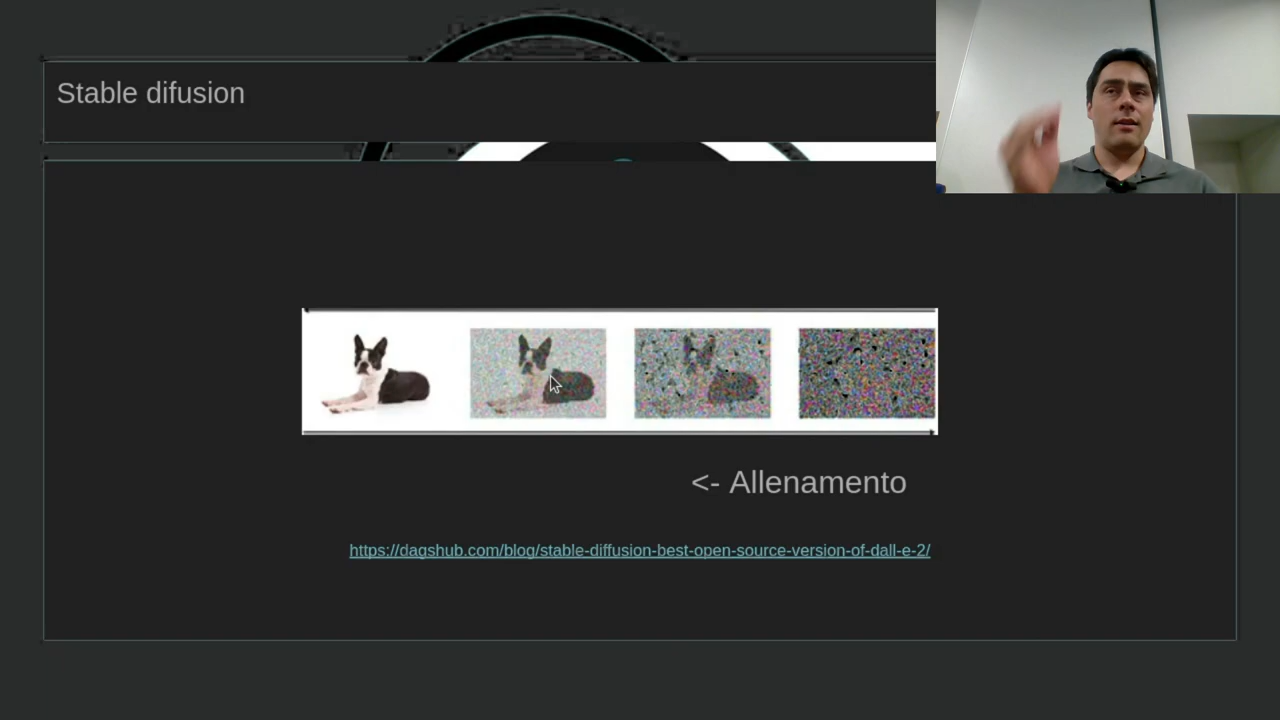 Stable difusion
<- Allenamento
https://dagshub.com/blog/stable-diffusion-best-open-source-version-of-dall-e-2/